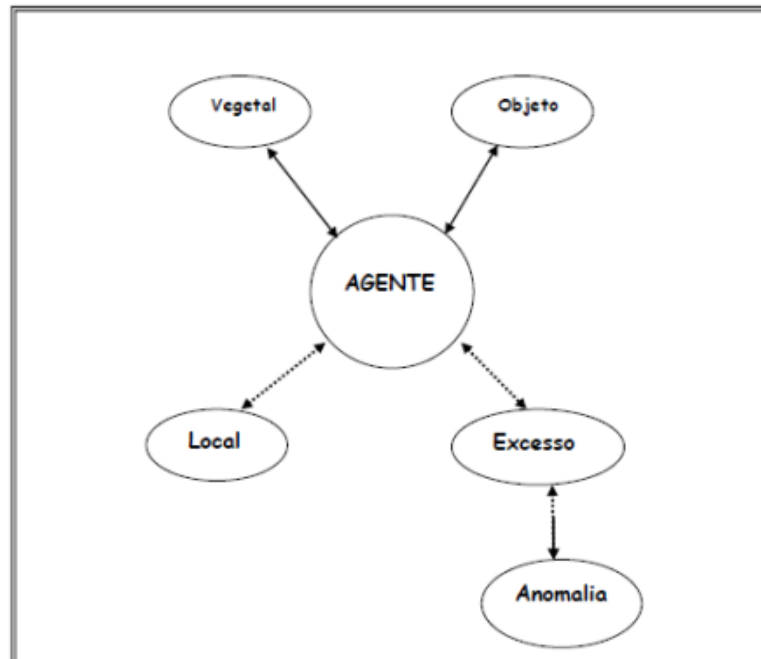 Vegetal
Objeto
AGENTE
Local
Excesso
Anomalia